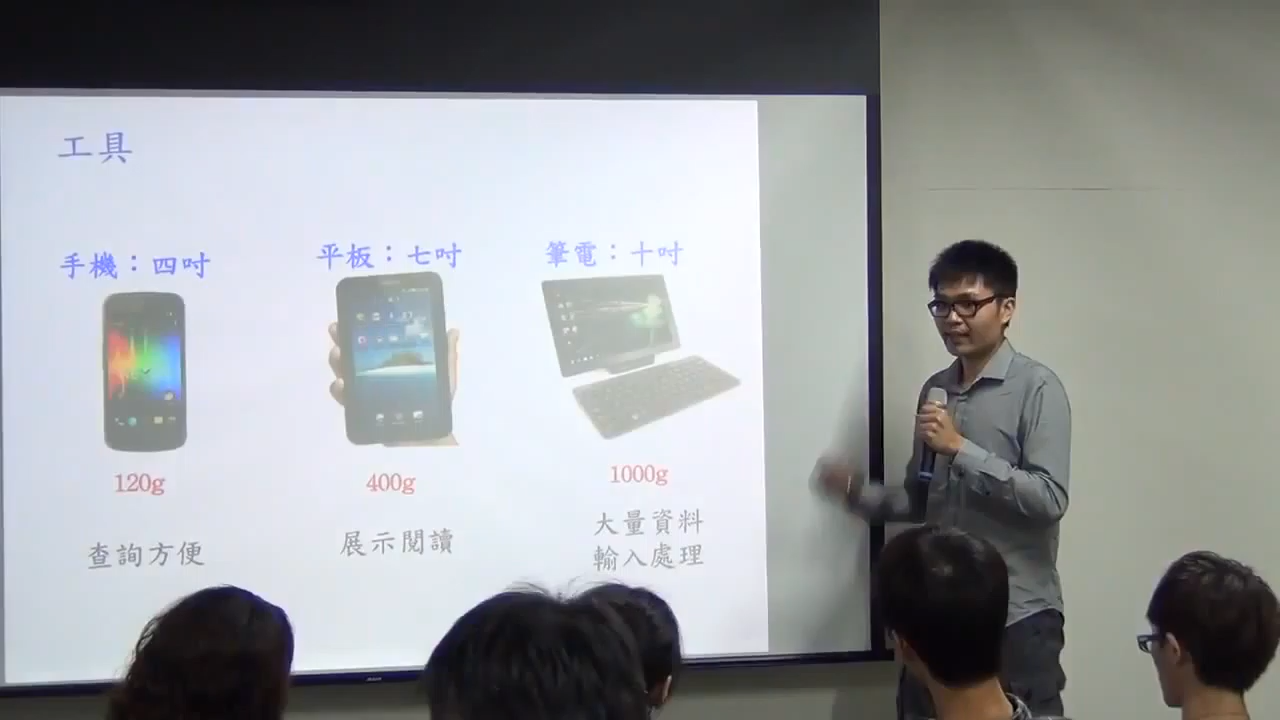 工具
手機：四吋
平板：七吋
筆電：十吋
120g
400g
1000g
查詢方便
展示閱讀
大量資料
輸入處理